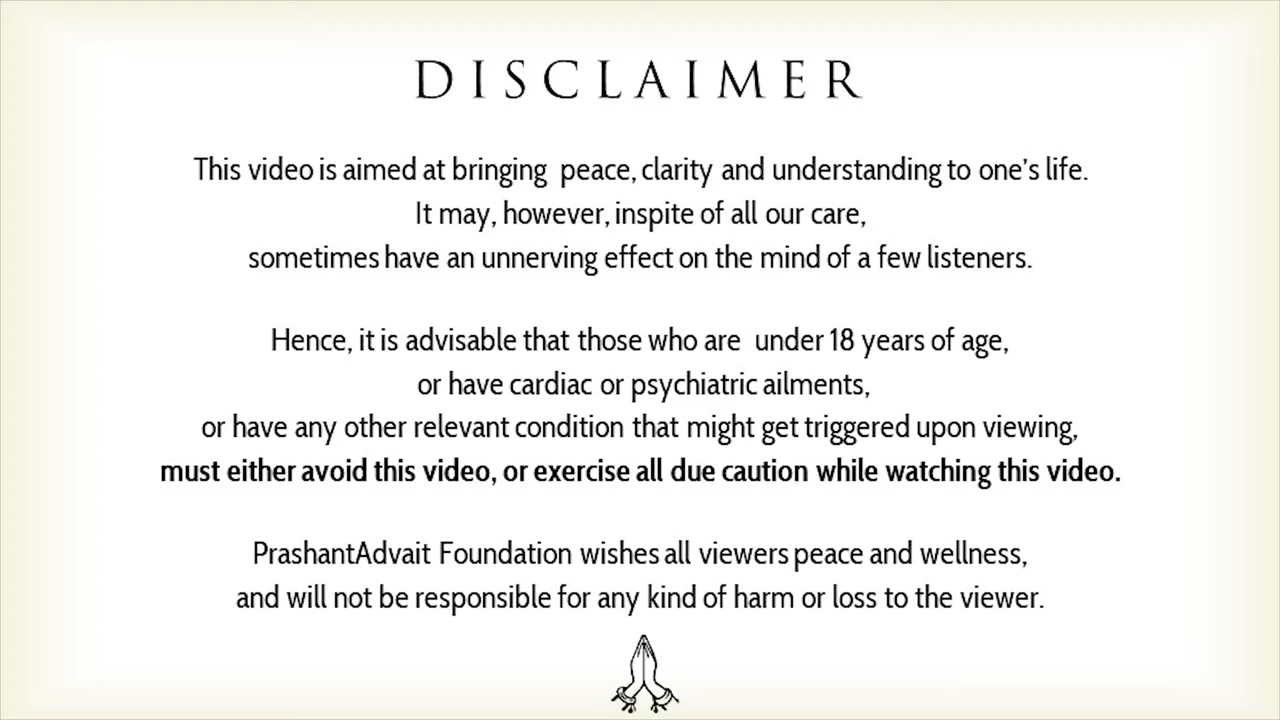 DISCLAIMER
This video is aimed at bringing peace, clarity and understanding to one's life.
It may, however, inspite of all our care,
sometimes have an unnerving effect on the mind of a few listeners.
Hence, it is advisable that those who are under 18 years of age,
or have cardiac or psychiatric ailments,
or have any other relevant condition that might get triggered upon viewing,
must either avoid this video, or exercise all due caution while watching this video.
PrashantAdvait Foundation wishes all viewers peace and wellness,
and will not be responsible for any kind of harm or loss to the viewer.